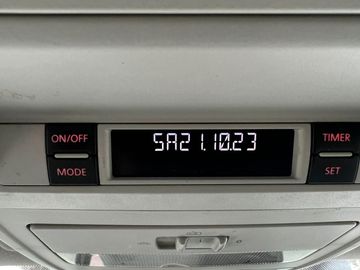 ON/OFF
MODE
SA21.10.23
TIMER
SET